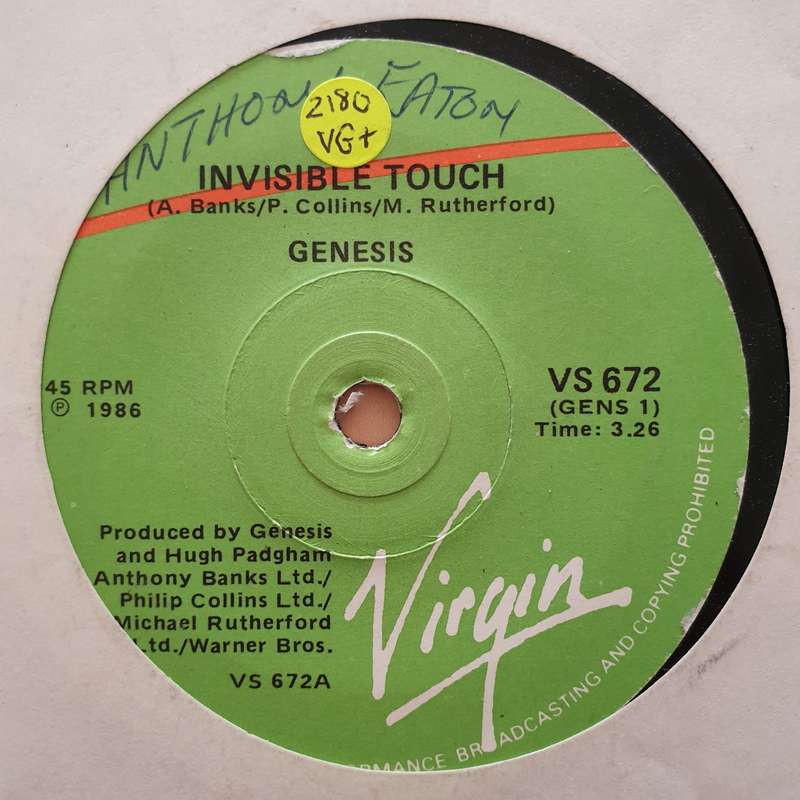 ANTHONY EATON
2180
VG+
INVISIBLE TOUCH
(A. Banks/P. Collins/M. Rutherford)
GENESIS
45 RPM
℗ 1986
VS 672
(GENS 1)
Time: 3.26
Produced by Genesis
and Hugh Padgham
Anthony Banks Ltd./
Philip Collins Ltd./
Michael Rutherford
Ltd./Warner Bros.
VS 672A
Virgin
BROADCASTING AND COPYING PROHIBITED